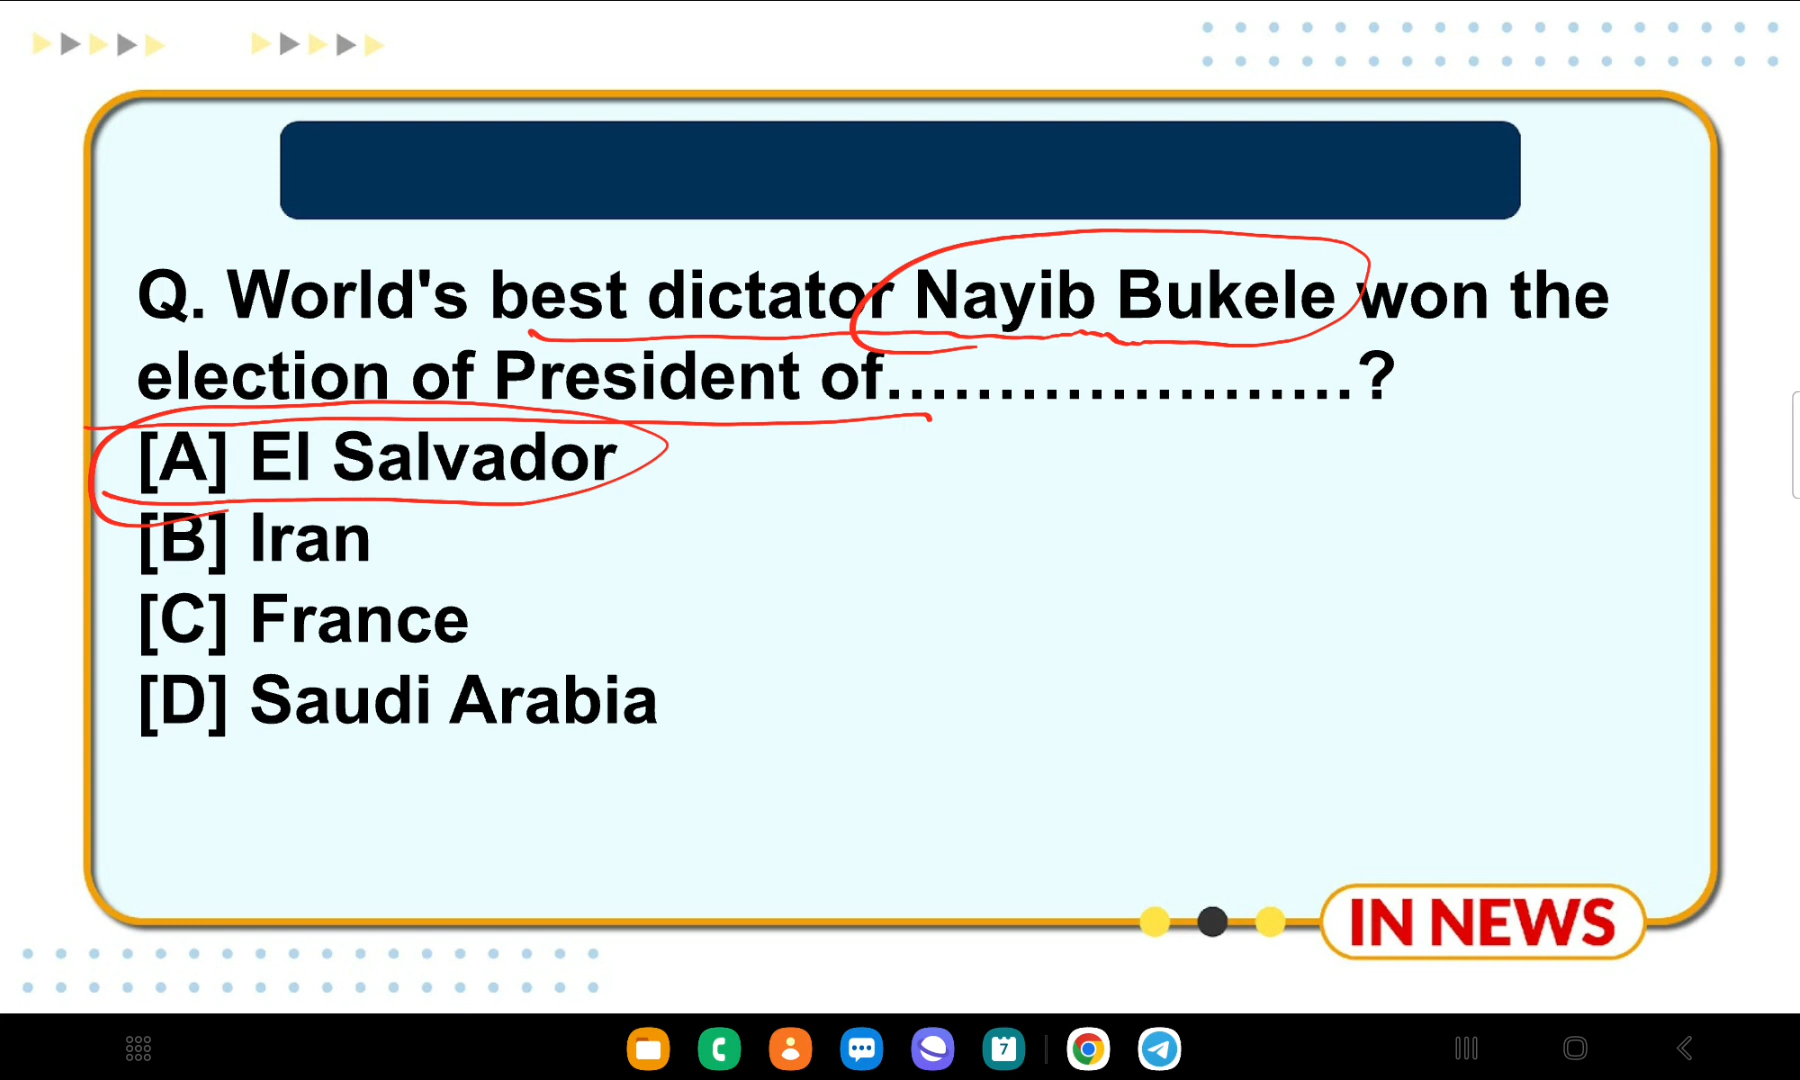 Q. World's best dictator Nayib Bukele won the
election of President of.....................?
[A] El Salvador
[B] Iran
[C] France
[D] Saudi Arabia
IN NEWS
7